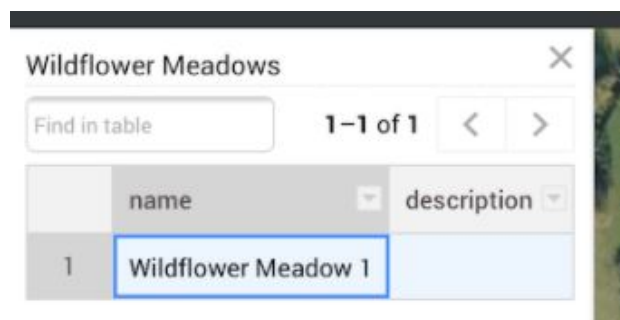 Wildflower Meadows
Find in table 1–1 of 1
name description
1 Wildflower Meadow 1